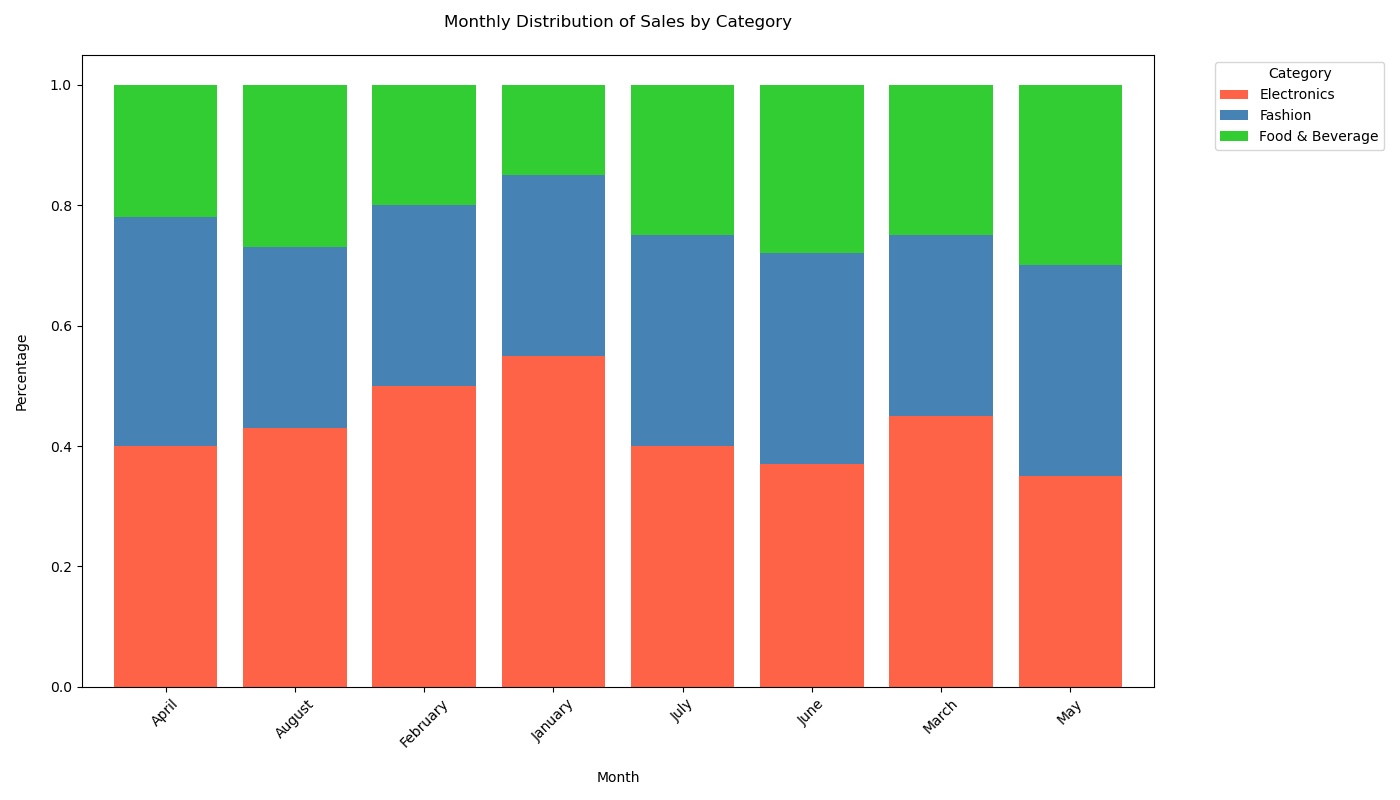 Monthly Distribution of Sales by Category
Category
Electronics
Fashion
Food & Beverage
Percentage
1.0
0.8
0.6
0.4
0.2
0.0
April
August
February
January
July
June
March
May
Month